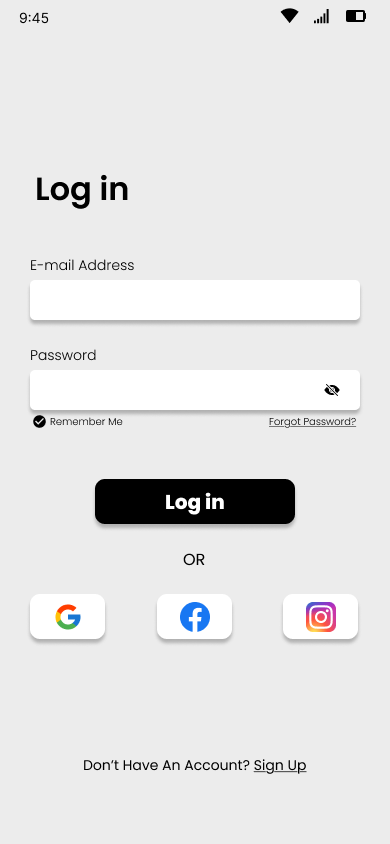 9:45
Log in
E-mail Address
Password
Remember Me Forgot Password?
Log in
OR
Don’t Have An Account? Sign Up